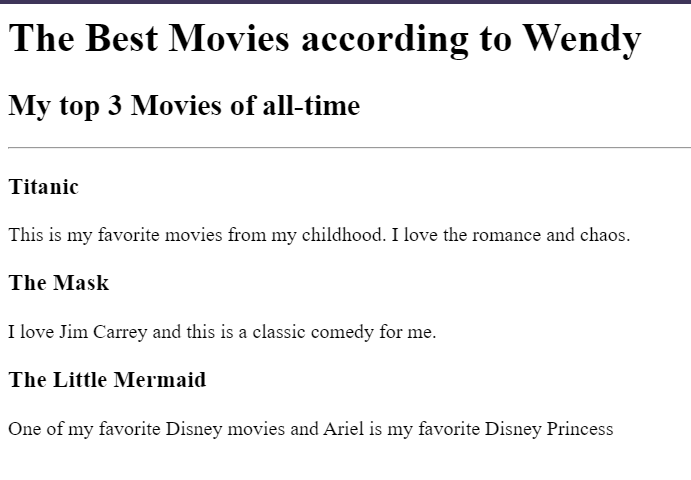 The Best Movies according to Wendy
My top 3 Movies of all-time
Titanic
This is my favorite movies from my childhood. I love the romance and chaos.
The Mask
I love Jim Carrey and this is a classic comedy for me.
The Little Mermaid
One of my favorite Disney movies and Ariel is my favorite Disney Princess